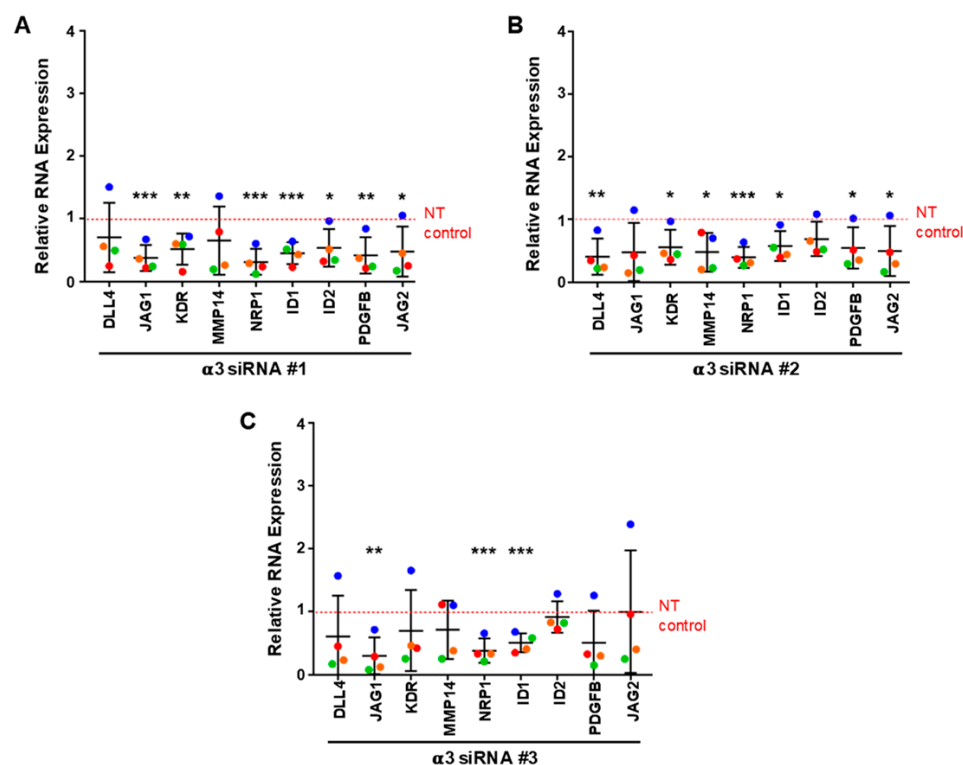 A
Relative RNA Expression
4
3
2
1
0
*** ** *** *** * ** *
NT
control
DLL4 JAG1 KDR MMP14 NRP1 ID1 ID2 PDGFB JAG2
α3 siRNA #1
B
Relative RNA Expression
4
3
2
1
0
** * * *** * * *
NT
control
DLL4 JAG1 KDR MMP14 NRP1 ID1 ID2 PDGFB JAG2
α3 siRNA #2
C
Relative RNA Expression
4
3
2
1
0
** *** ***
NT
control
DLL4 JAG1 KDR MMP14 NRP1 ID1 ID2 PDGFB JAG2
α3 siRNA #3